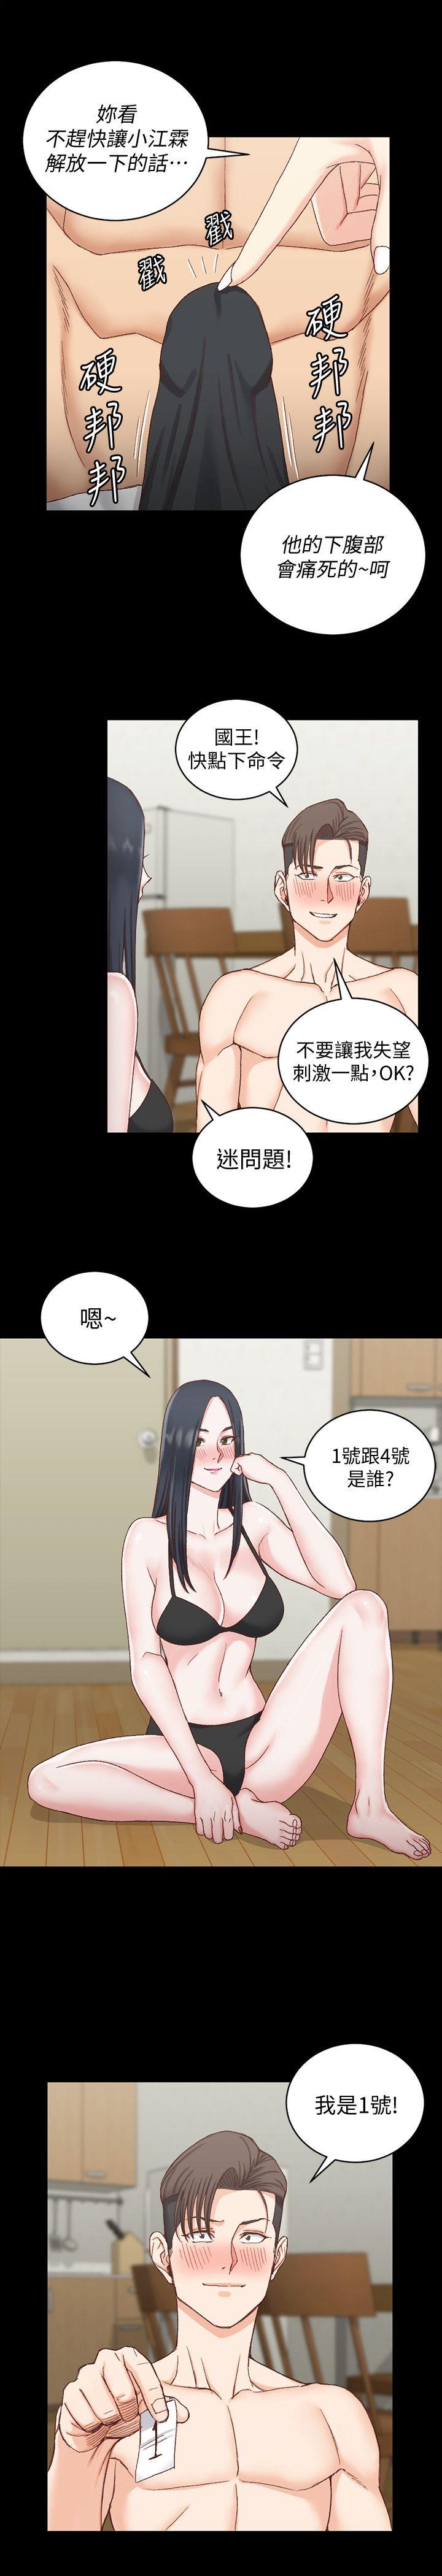 妳看
不趕快讓小江霖
解放一下的話…
戳
戳
硬邦邦
硬邦邦
他的下腹部
會痛死的~呵
國王!
快點下命令
不要讓我失望
刺激一點,OK?
迷問題!
嗯~
1號跟4號
是誰?
我是1號!
1